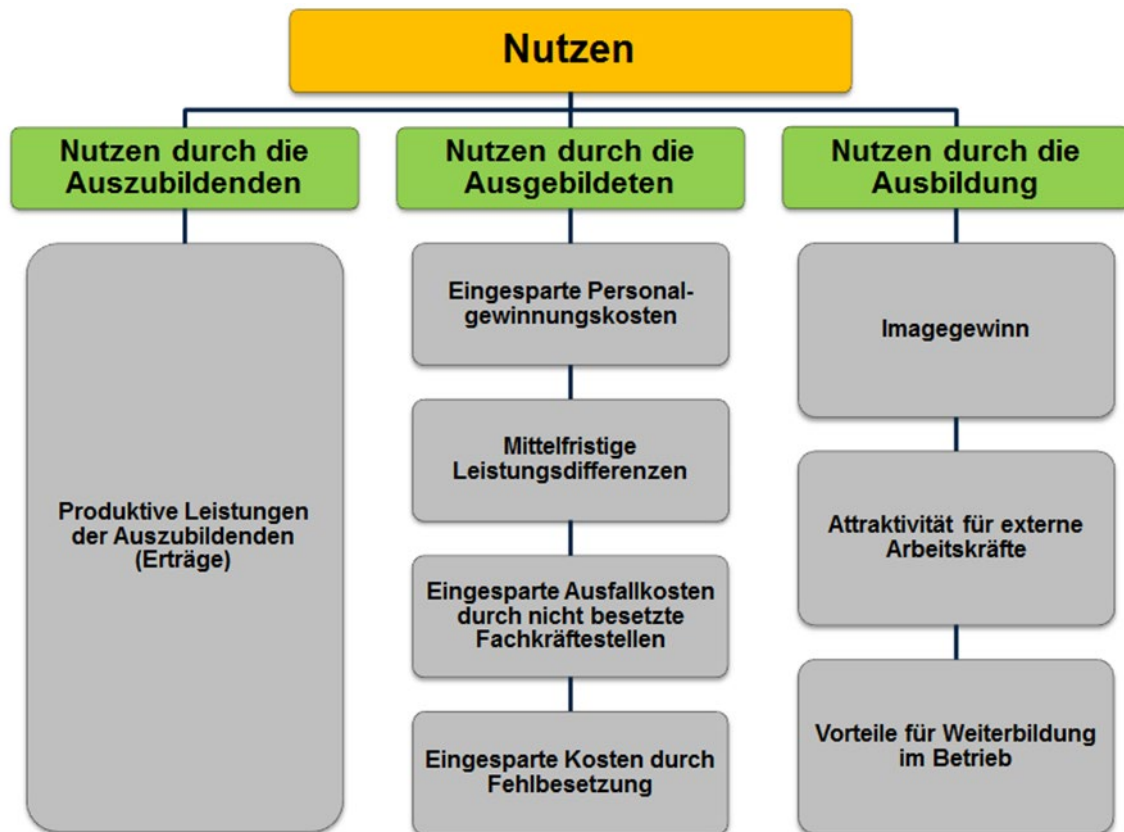 Nutzen
Nutzen durch die
Auszubildenden
Nutzen durch die
Ausgebildeten
Nutzen durch die
Ausbildung
Produktive Leistungen
der Auszubildenden
(Erträge)
Eingesparte Personal-
gewinnungskosten
Mittelfristige
Leistungsdifferenzen
Eingesparte Ausfallkosten
durch nicht besetzte
Fachkräftestellen
Eingesparte Kosten durch
Fehlbesetzung
Imagegewinn
Attraktivität für externe
Arbeitskräfte
Vorteile für Weiterbildung
im Betrieb